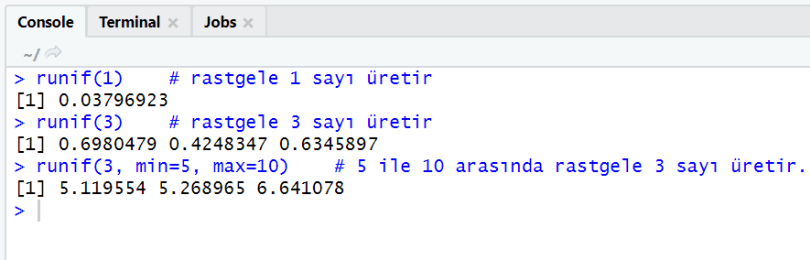 Console Terminal × Jobs ×
~/
> runif(1)    # rastgele 1 sayı üretir
[1] 0.03796923
> runif(3)    # rastgele 3 sayı üretir
[1] 0.6980479 0.4248347 0.6345897
> runif(3, min=5, max=10)    # 5 ile 10 arasında rastgele 3 sayı üretir.
[1] 5.119554 5.268965 6.641078
>